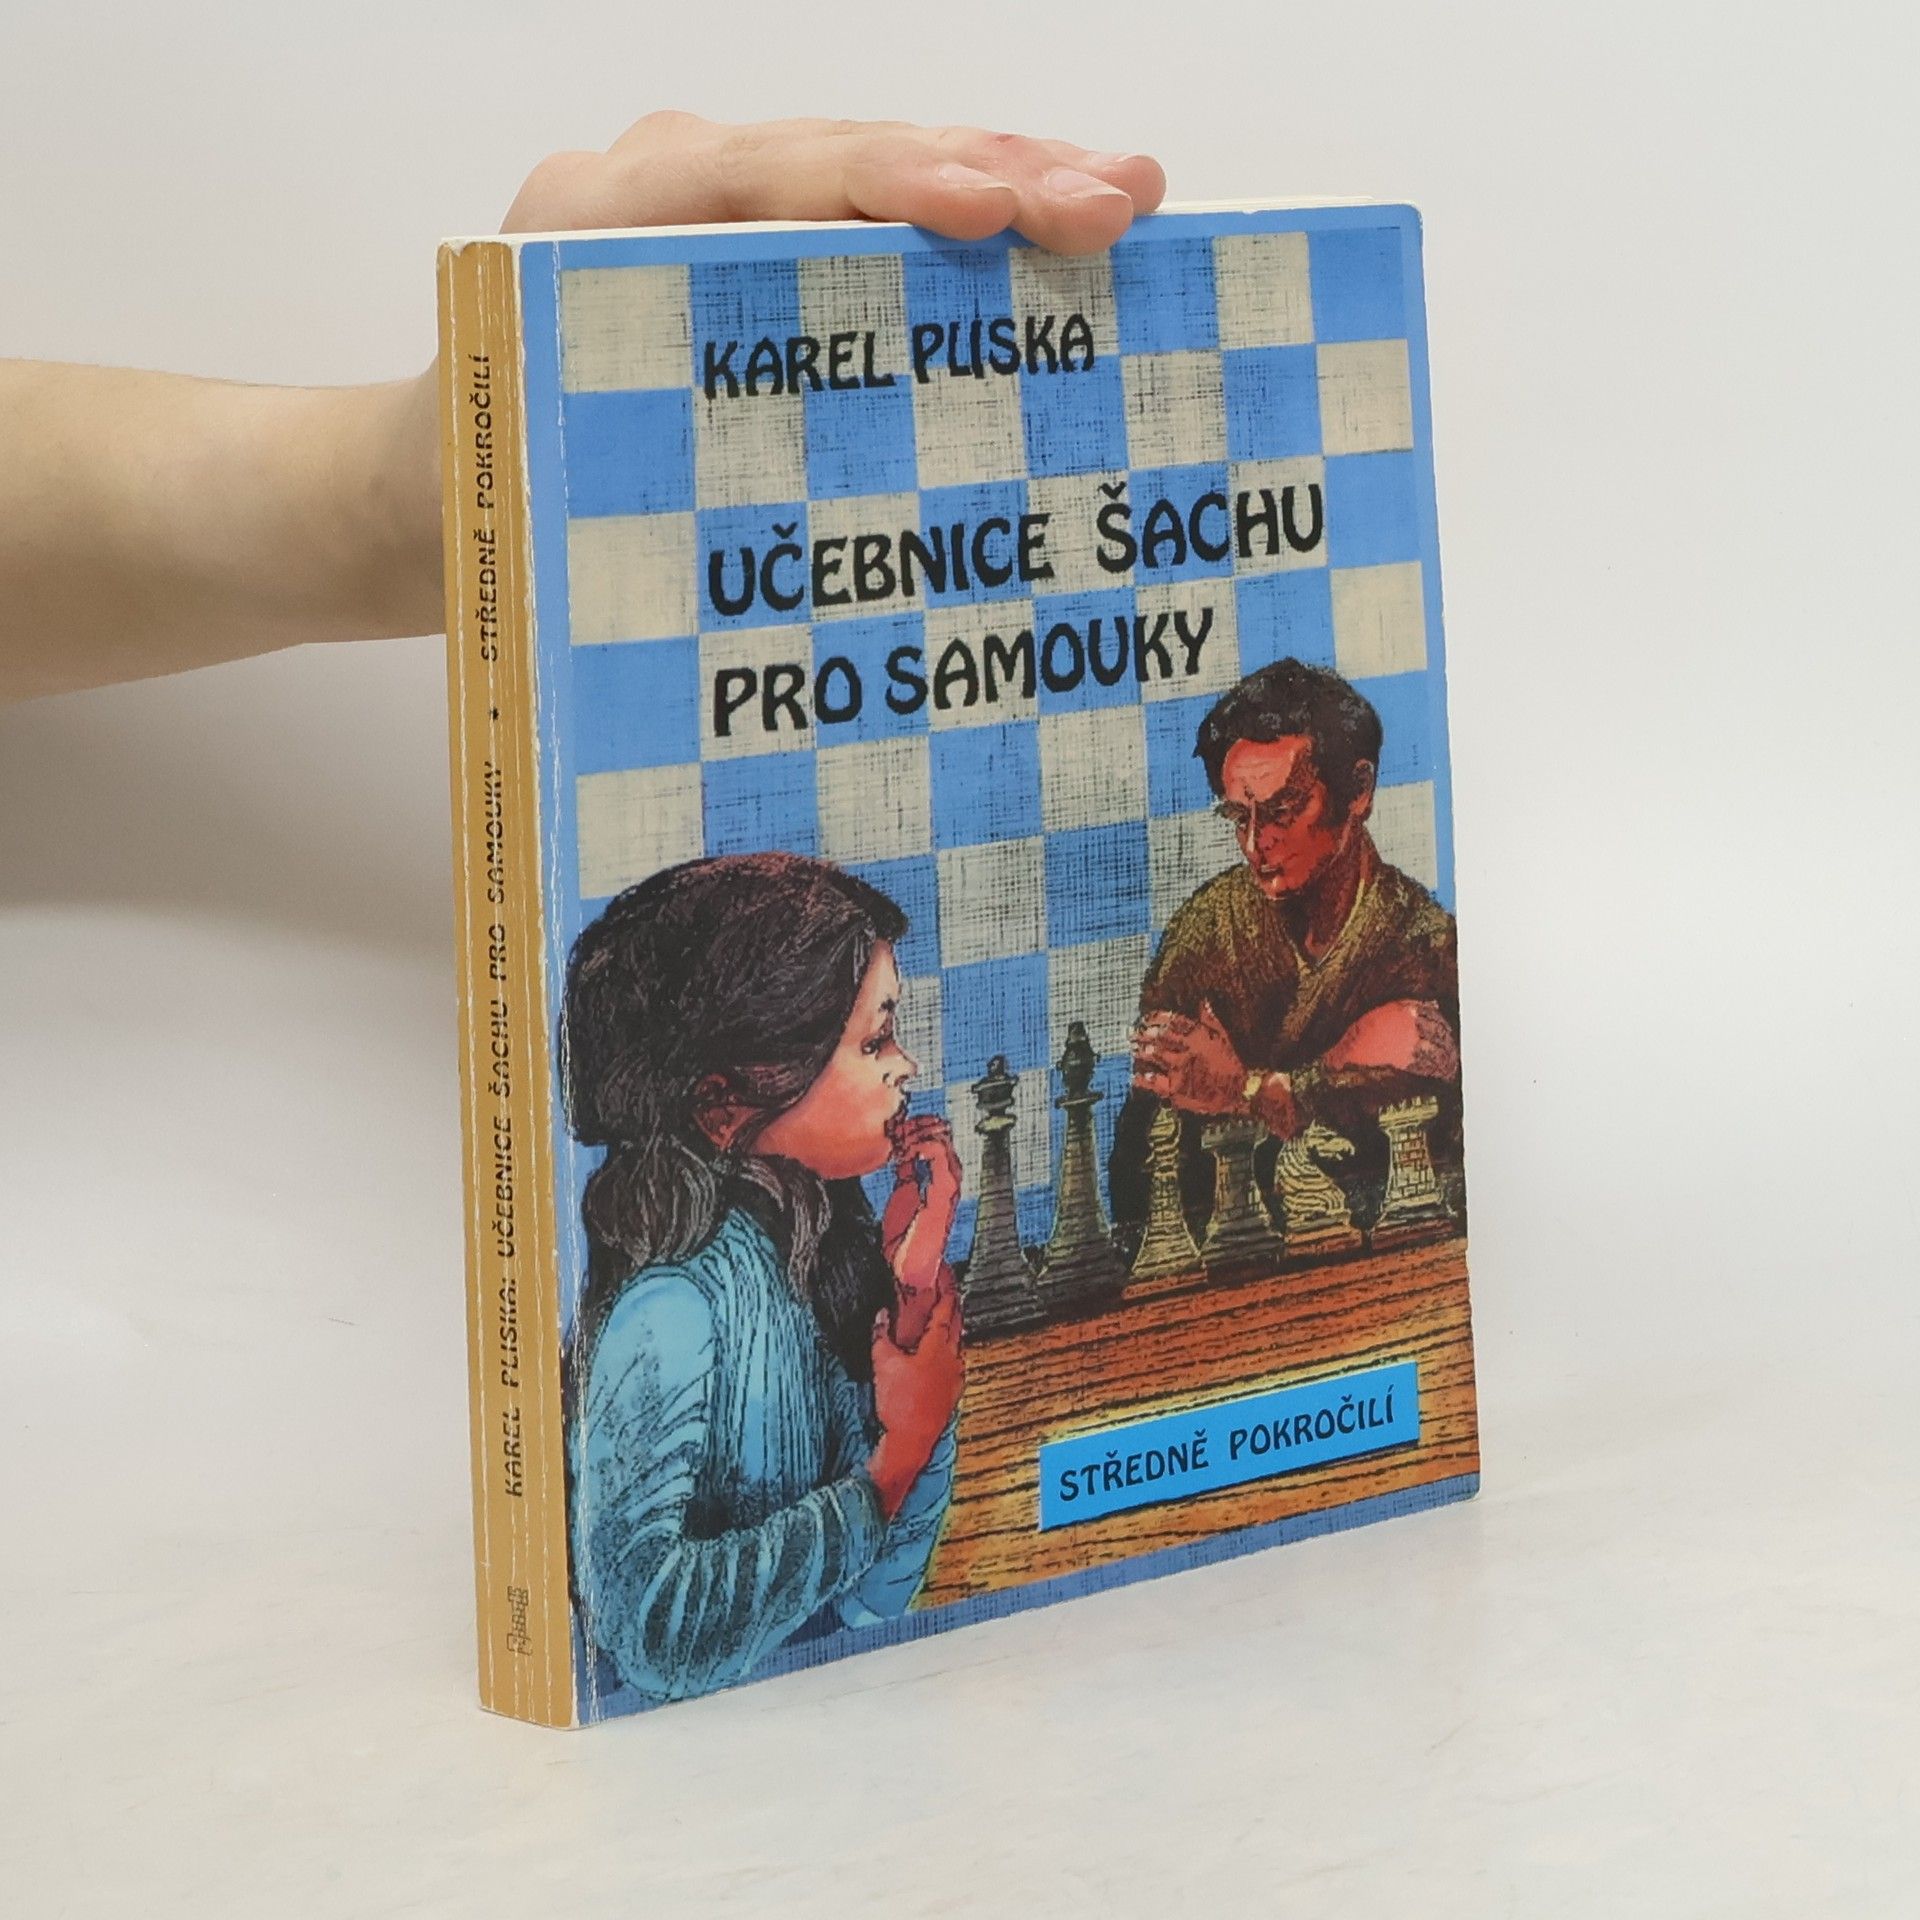 KAREL PLISKA: UČEBNICE ŠACHU PRO SAMOUKY * STŘEDNĚ POKROČILÍ
KAREL PLISKA
UČEBNICE ŠACHU
PRO SAMOUKY
STŘEDNĚ POKROČILÍ